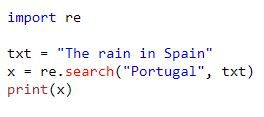 import re
txt = "The rain in Spain"
x = re.search("Portugal", txt)
print(x)